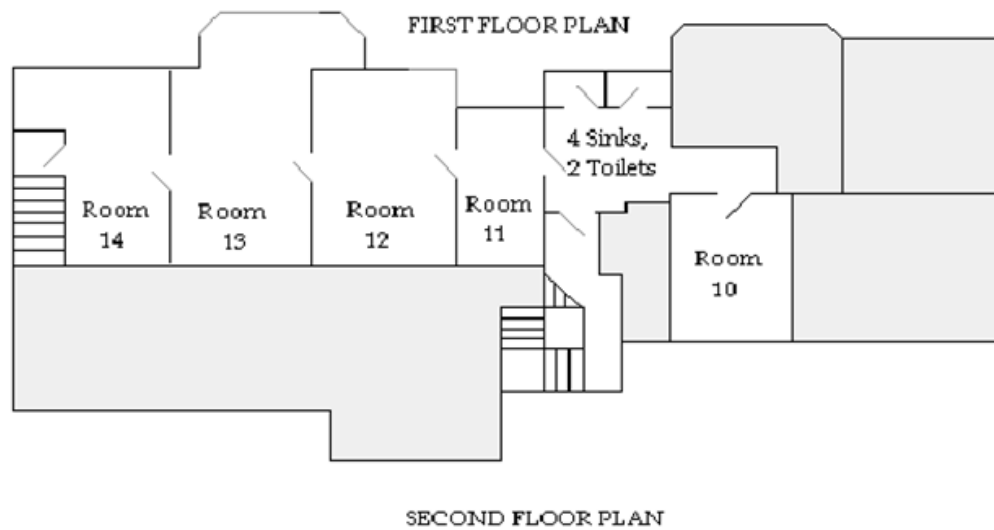 FIRST FLOOR PLAN
4 Sinks,
2 Toilets
Room
14
Room
13
Room
12
Room
11
Room
10
SECOND FLOOR PLAN